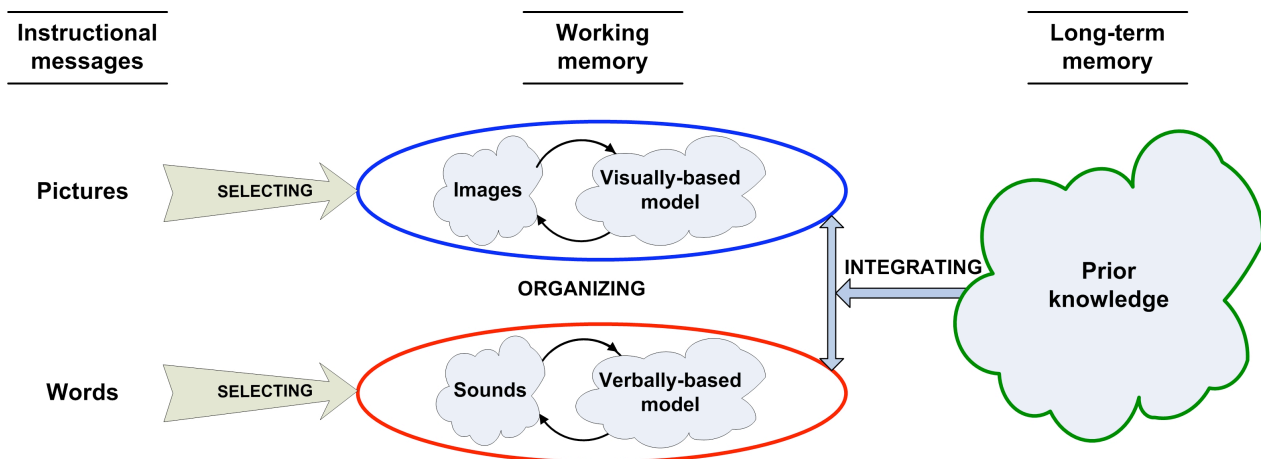 Instructional
messages
Working
memory
Long-term
memory
Pictures
SELECTING
Images
Visually-based
model
ORGANIZING
INTEGRATING
Prior
knowledge
Words
SELECTING
Sounds
Verbally-based
model